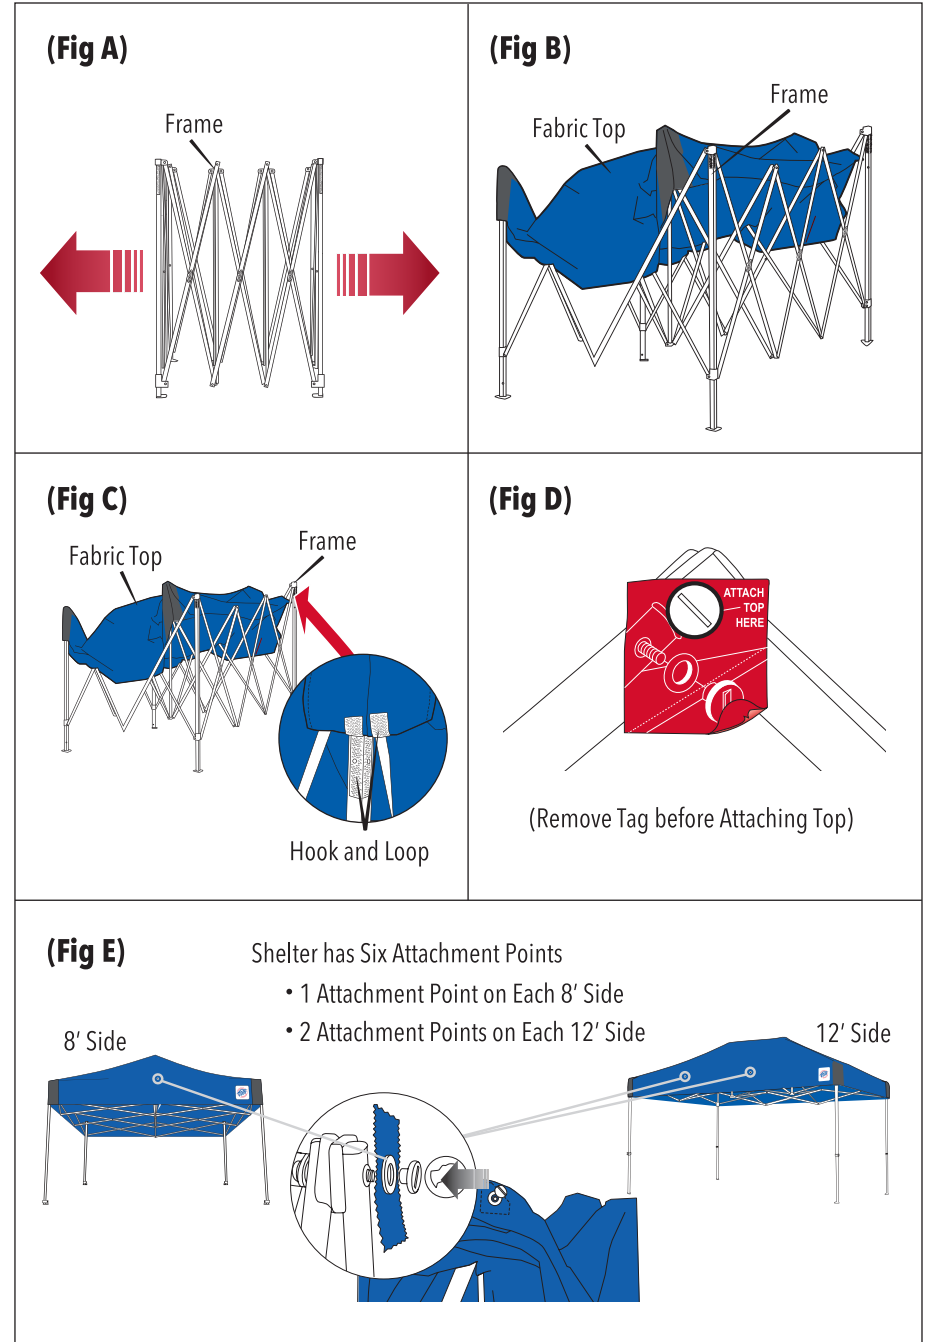 (Fig A)
Frame
(Fig B)
Frame
Fabric Top
(Fig C)
Frame
Fabric Top
Hook and Loop
(Fig D)
ATTACH
TOP
HERE
(Remove Tag before Attaching Top)
(Fig E)
Shelter has Six Attachment Points
• 1 Attachment Point on Each 8’ Side
• 2 Attachment Points on Each 12’ Side
8’ Side
12’ Side